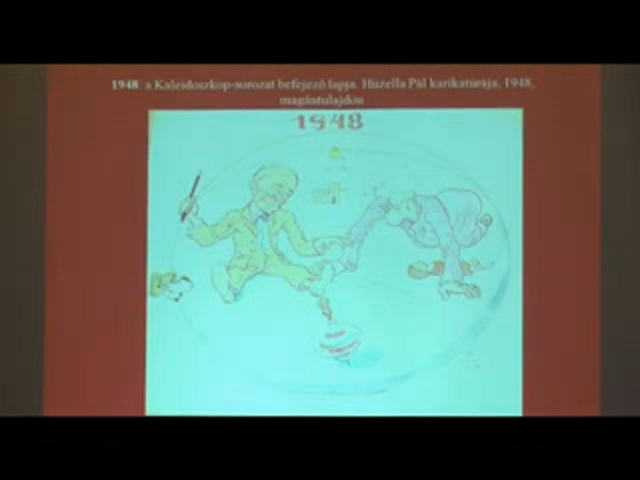 1948: a Kaleidoszkop-sorozat befejező lapja. Huzella Pál karikatúrája, 1948,
magántulajdon
1948